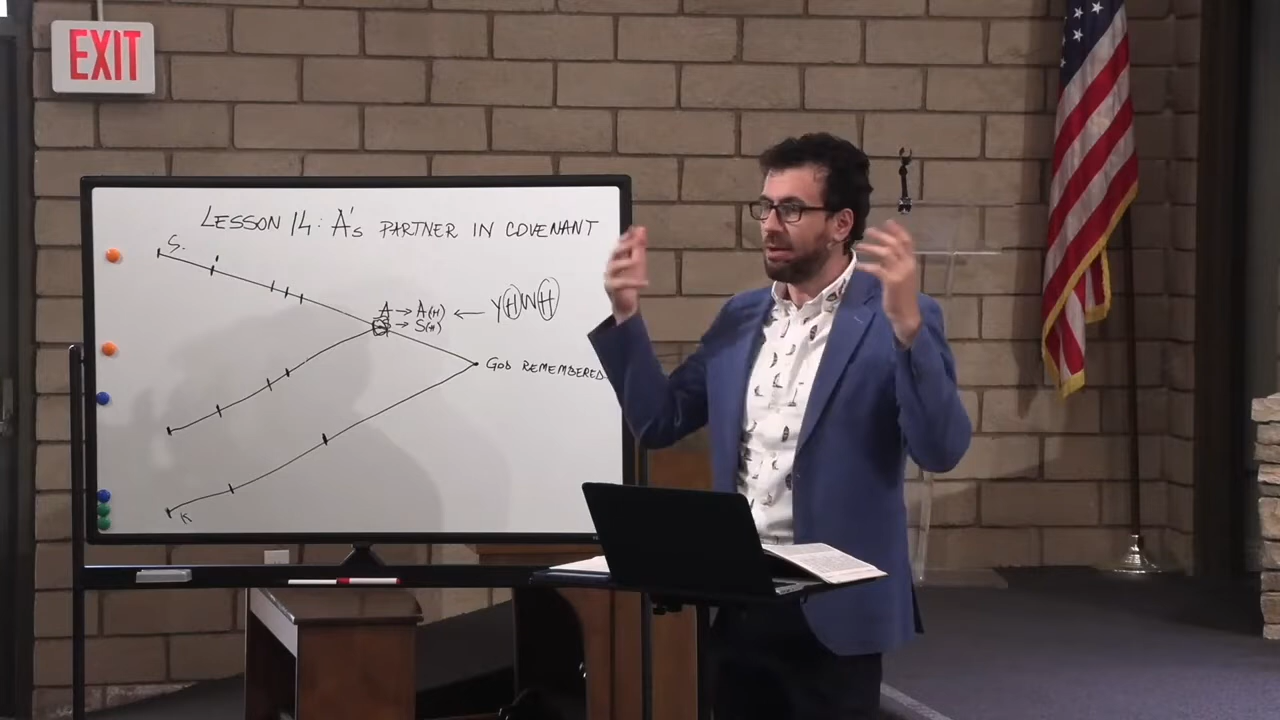 EXIT
LESSON 14: A's PARTNER IN COVENANT
S.
A → A(H) ← YHWH
S → S(H)
GOD REMEMBERED
K